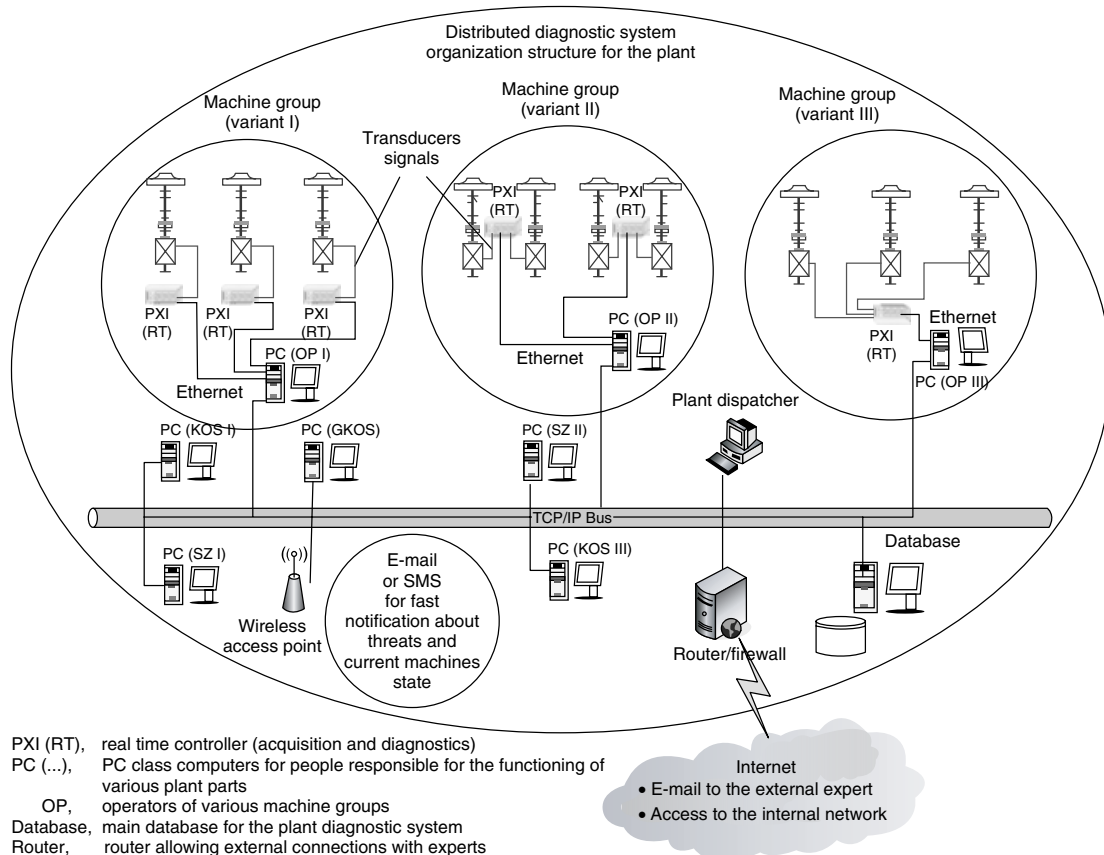 Distributed diagnostic system
organization structure for the plant
Machine group
(variant I)
Machine group
(variant II)
Machine group
(variant III)
Transducers
signals
PXI
(RT)
PXI
(RT)
PXI
(RT)
PXI
(RT)
PXI
(RT)
PXI
(RT)
PC (OP I)
Ethernet
PC (OP II)
Ethernet
Ethernet
PC (OP III)
Plant dispatcher
PC (KOS I)
PC (GKOS)
PC (SZ II)
TCP/IP Bus
PC (SZ I)
((o))
Wireless
access point
E-mail
or SMS
for fast
notification about
threats and
current machines
state
PC (KOS III)
Router/firewall
Database
Internet
• E-mail to the external expert
• Access to the internal network
PXI (RT), real time controller (acquisition and diagnostics)
PC (...), PC class computers for people responsible for the functioning of
various plant parts
OP, operators of various machine groups
Database, main database for the plant diagnostic system
Router, router allowing external connections with experts